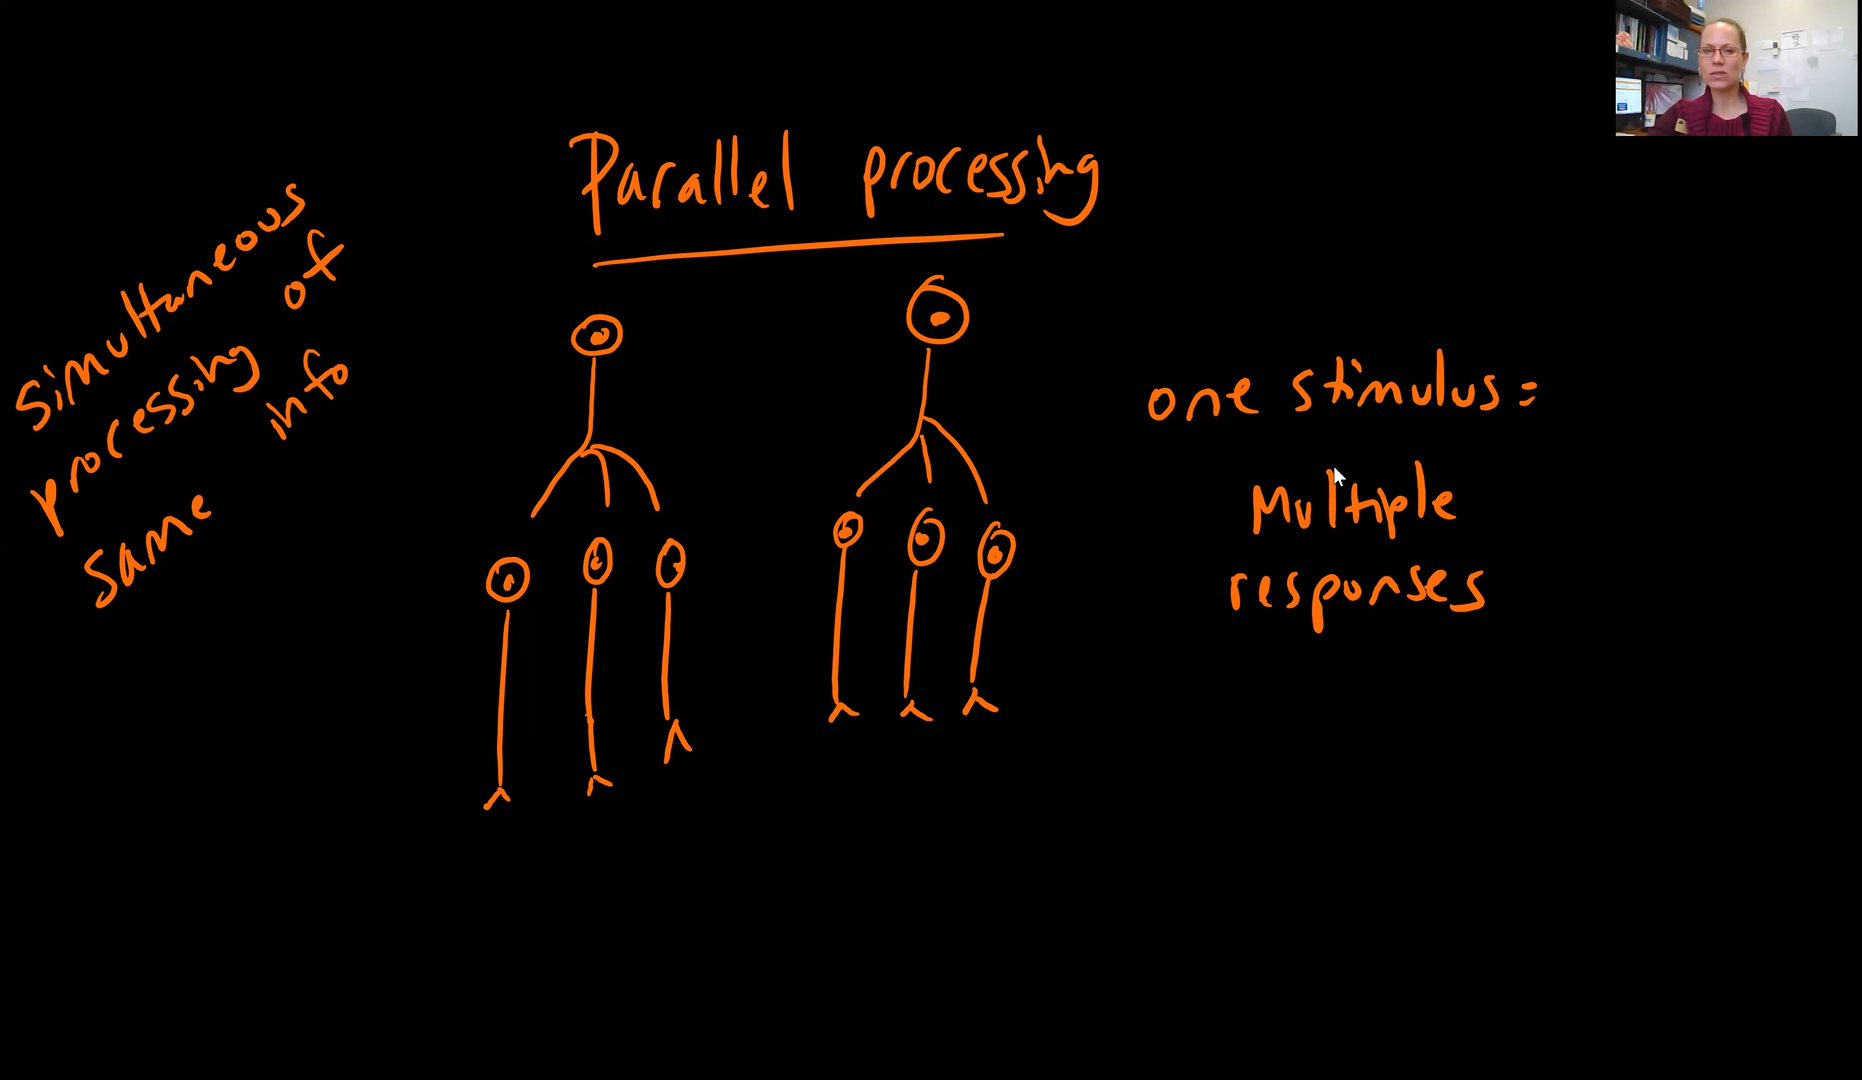 Parallel processing
simultaneous
processing of
same info
one stimulus =
Multiple
responses